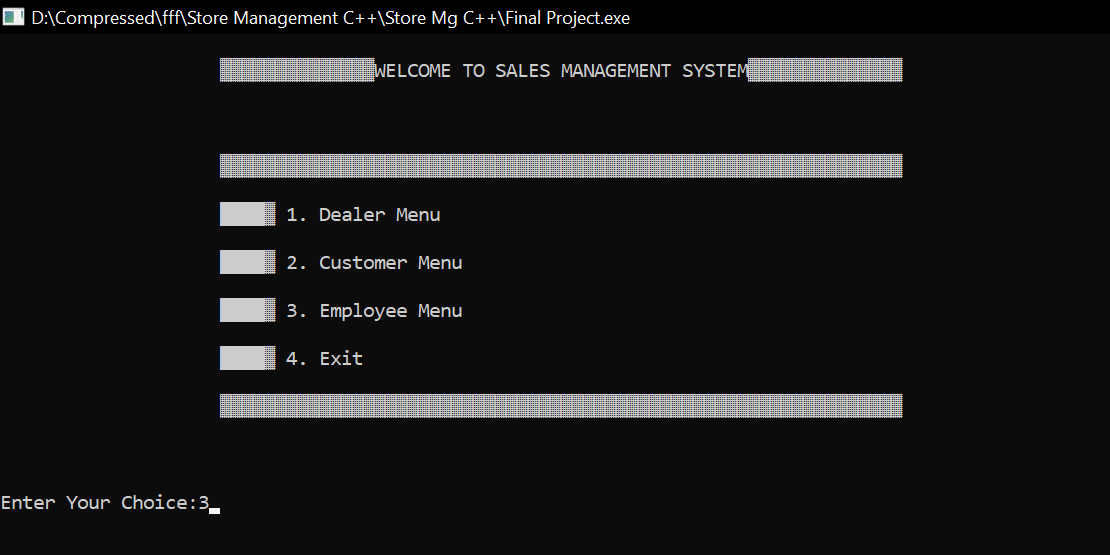 D:\Compressed\fff\Store Management C++\Store Mg C++\Final Project.exe
WELCOME TO SALES MANAGEMENT SYSTEM
1. Dealer Menu
2. Customer Menu
3. Employee Menu
4. Exit
Enter Your Choice:3